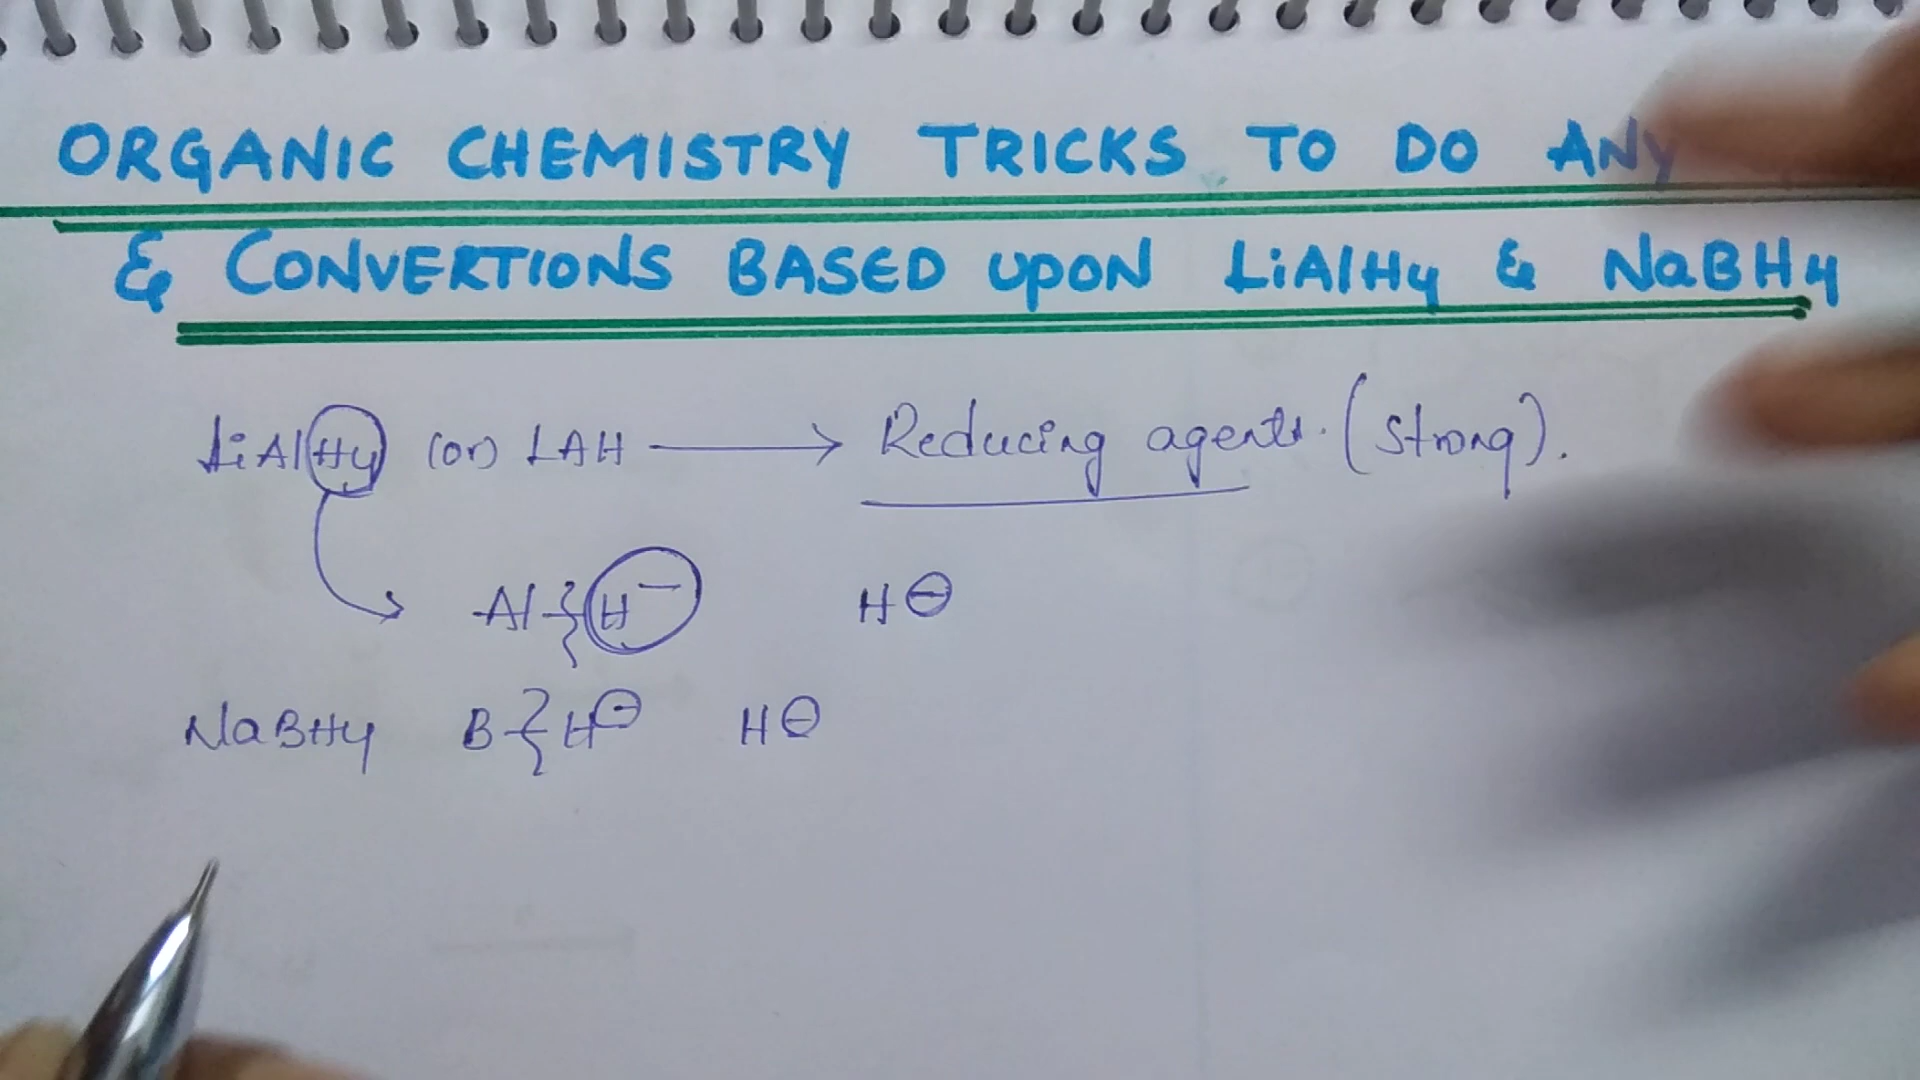 ORGANIC CHEMISTRY TRICKS TO DO ANY
& CONVERTIONS BASED UPON LiAlH4 & NaBH4
LiAlH4 (or) LAH → Reducing agents. (Strong).
Al H⁻ H⊖
NaBH4 B H⊖ H⊖